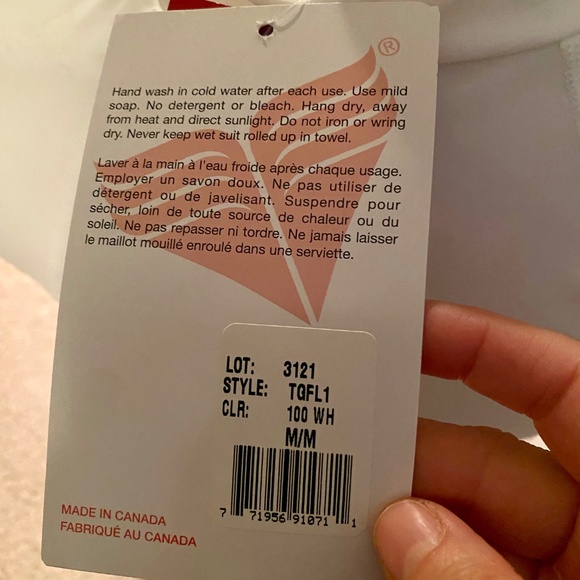 ®
Hand wash in cold water after each use. Use mild
soap. No detergent or bleach. Hang dry, away
from heat and direct sunlight. Do not iron or wring
dry. Never keep wet suit rolled up in towel.
Laver à la main à l'eau froide après chaque usage.
Employer un savon doux. Ne pas utiliser de
détergent ou de javelisant. Suspendre pour
sécher, loin de toute source de chaleur ou du
soleil. Ne pas repasser ni tordre. Ne jamais laisser
le maillot mouillé enroulé dans une serviette.
LOT: 3121
STYLE: TGFL1
CLR: 100 WH
M/M
7 71956 91071 1
MADE IN CANADA
FABRIQUÉ AU CANADA